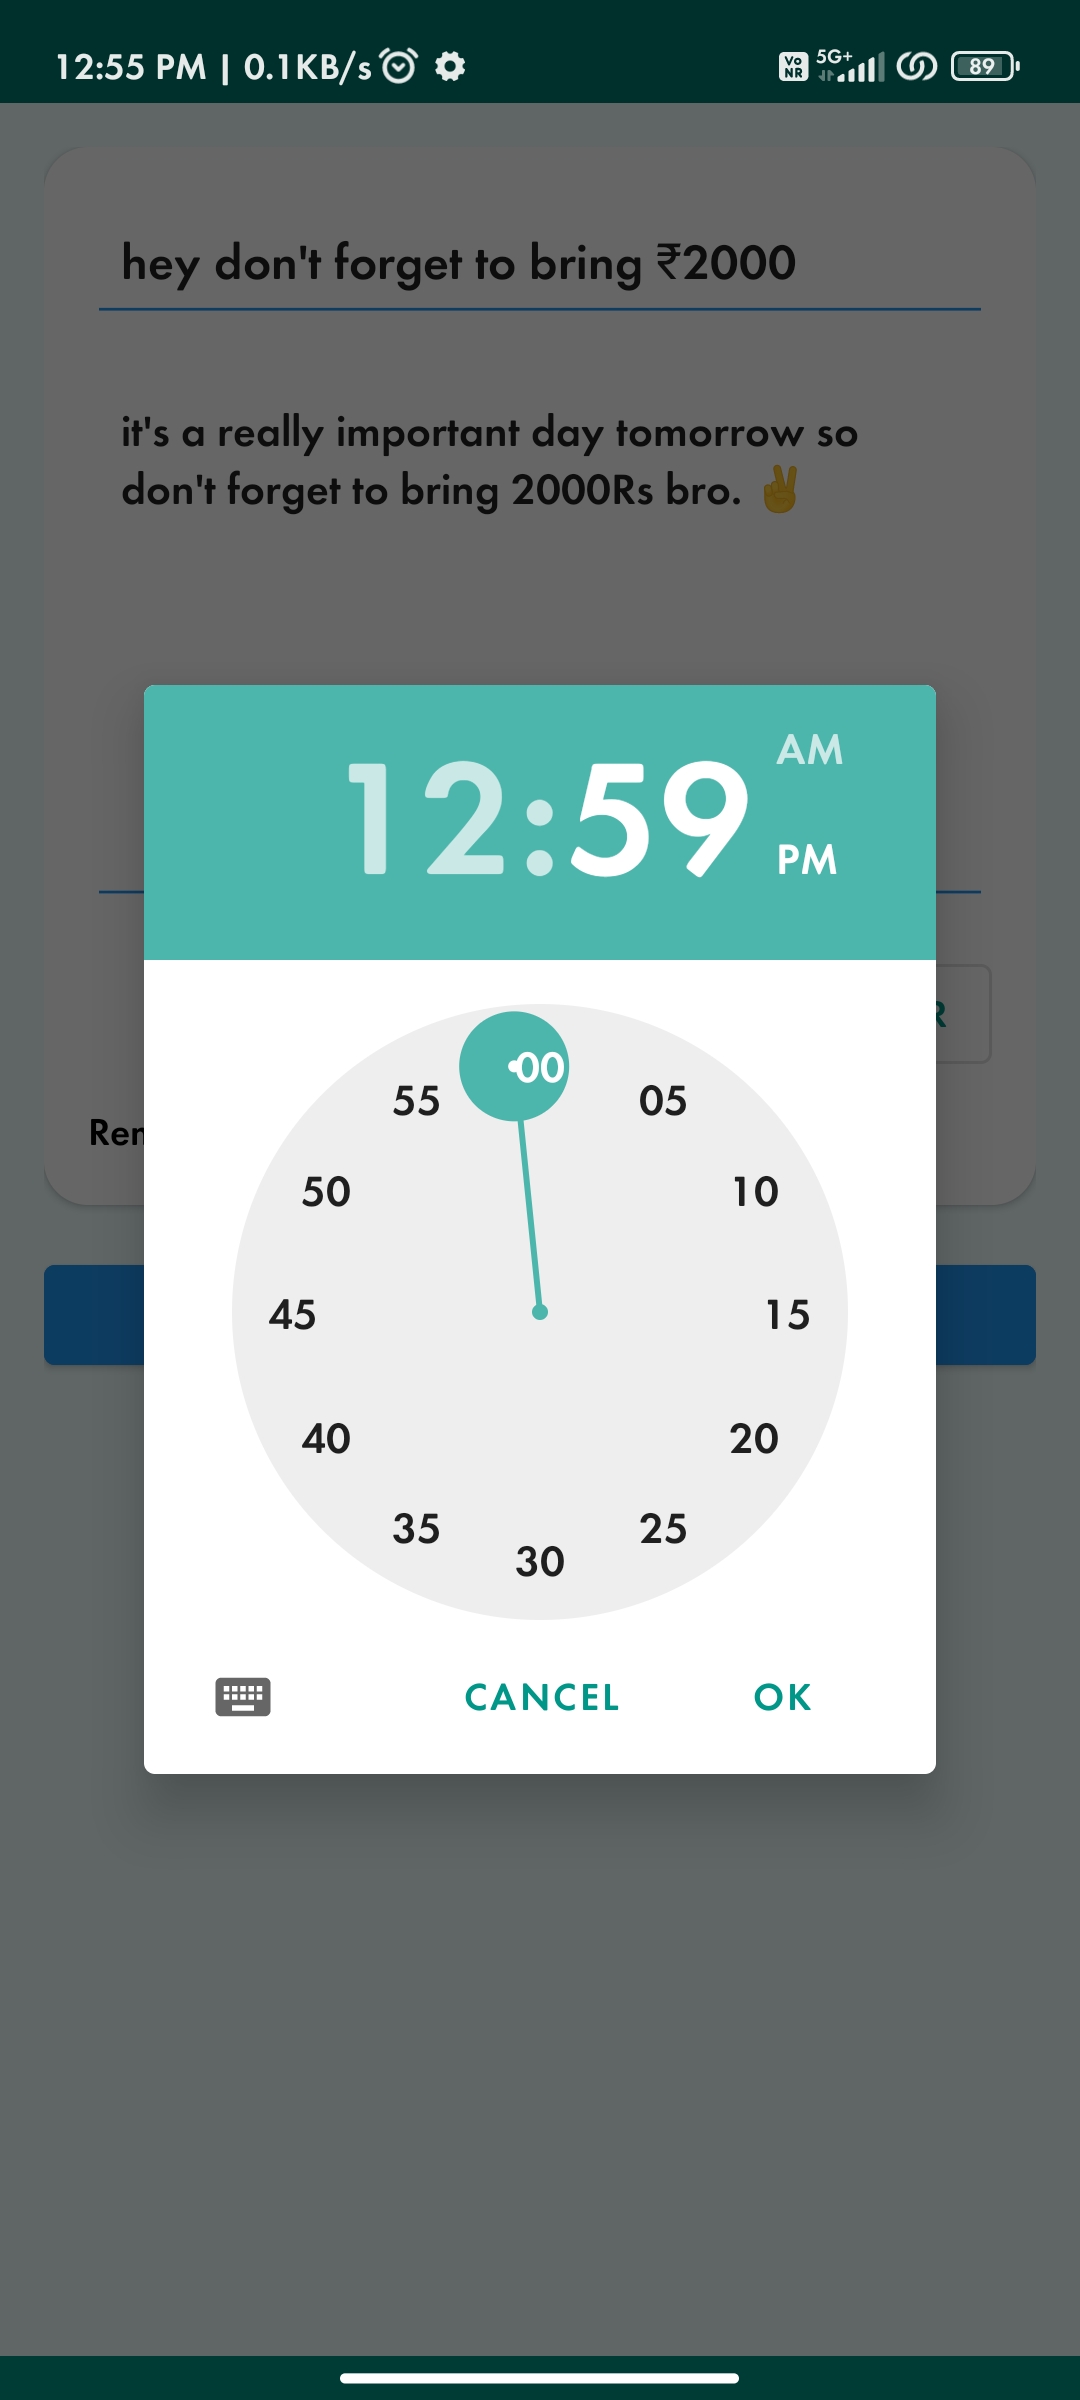 12:55 PM | 0.1KB/s
Vo NR 5G+ 89
hey don't forget to bring ₹2000
it's a really important day tomorrow so
don't forget to bring 2000Rs bro. ✌️
12:59
AM
PM
00
05
10
15
20
25
30
35
40
45
50
55
CANCEL
OK